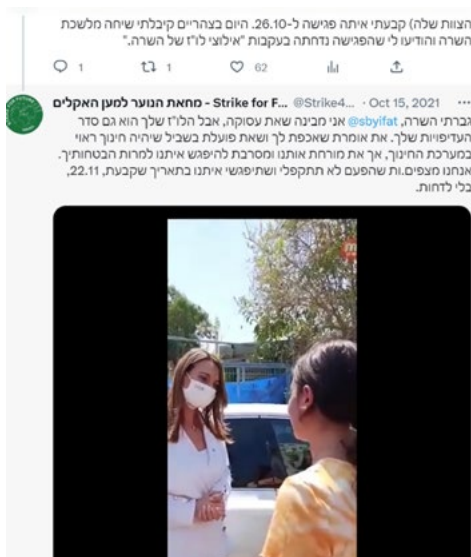 הצוות שלה) קבעתי איתה פגישה ל-26.10. היום בצהריים קיבלתי שיחה מלשכת
השרה והודיעו לי שהפגישה נדחתה בעקבות "אילוצי לו"ז של השרה."
1 1 62
מחאת הנוער למען האקלים - Strike for F... @Strike4... · Oct 15, 2021 ...
גברתי השרה, @sbyifat אני מבינה שאת עסוקה, אבל הלו"ז שלך הוא גם סדר
העדיפויות שלך. את אומרת שאכפת לך ושאת פועלת בשביל שיהיה חינוך ראוי
במערכת החינוך, אך את מורחת אותנו ומסרבת להיפגש איתנו למרות הבטחותיך.
אנחנו מצפים.ות שהפעם לא תתקפלי ושתיפגשי איתנו בתאריך שקבעת, 22.11,
בלי לדחות.